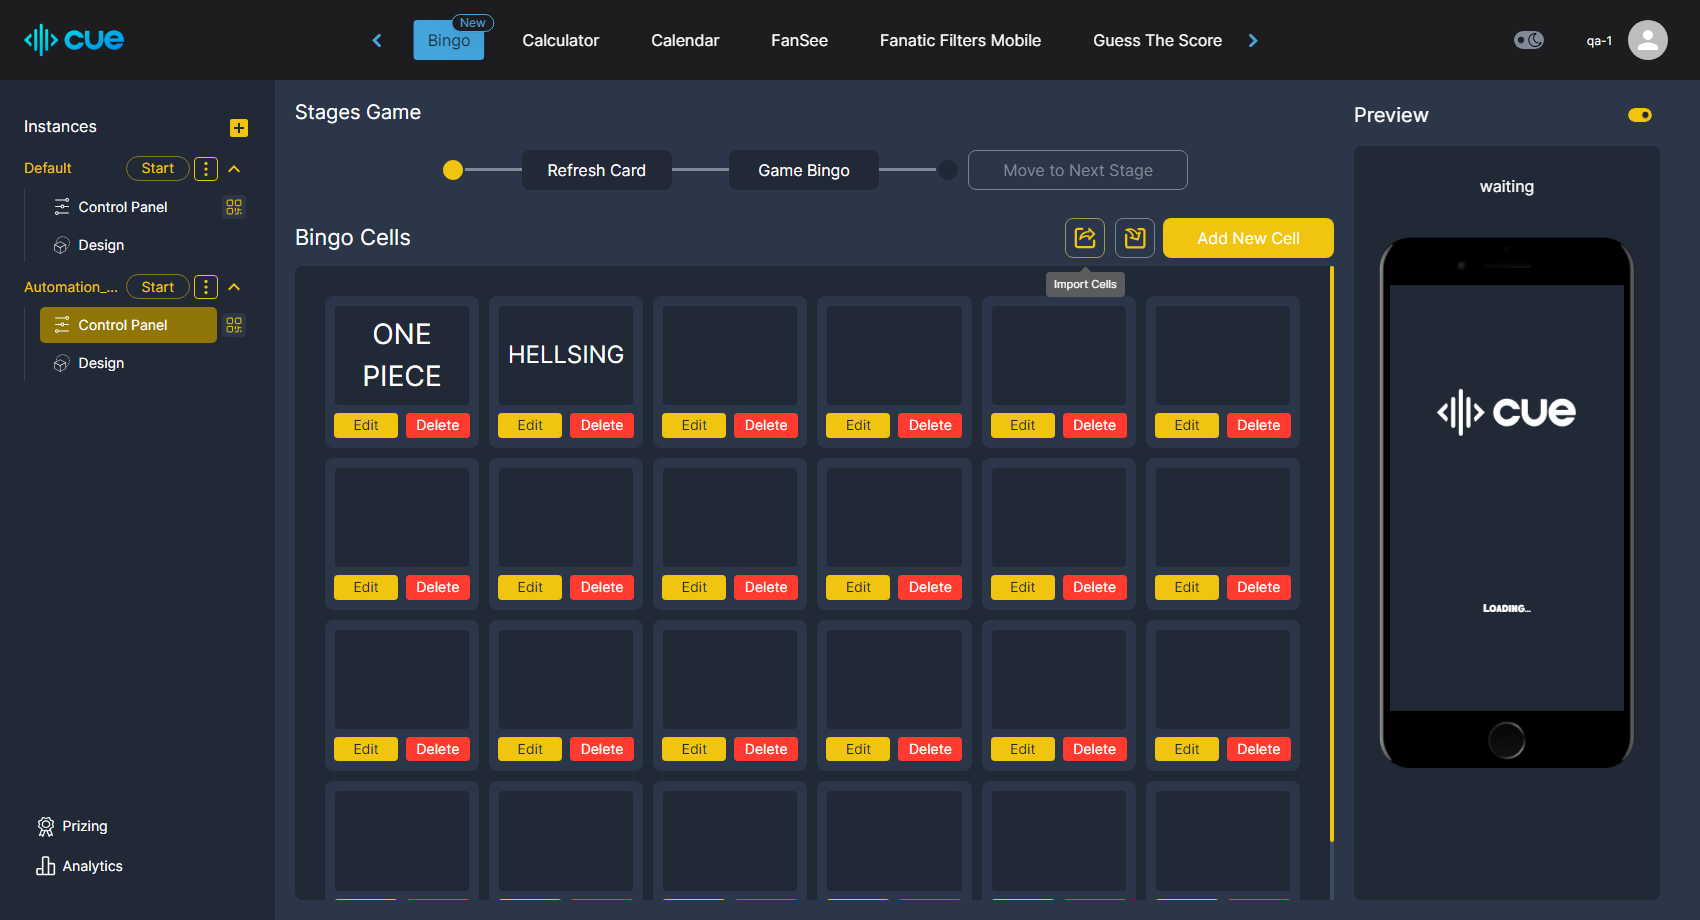 cue
New
Bingo
Calculator
Calendar
FanSee
Fanatic Filters Mobile
Guess The Score
qa-1
Instances
Default
Start
Control Panel
Design
Automation_...
Start
Control Panel
Design
Prizing
Analytics
Stages Game
Refresh Card
Game Bingo
Move to Next Stage
Bingo Cells
Add New Cell
Import Cells
ONE
PIECE
HELLSING
Edit Delete Edit Delete Edit Delete Edit Delete Edit Delete Edit Delete
Edit Delete Edit Delete Edit Delete Edit Delete Edit Delete Edit Delete
Edit Delete Edit Delete Edit Delete Edit Delete Edit Delete Edit Delete
Preview
waiting
cue
LOADING...